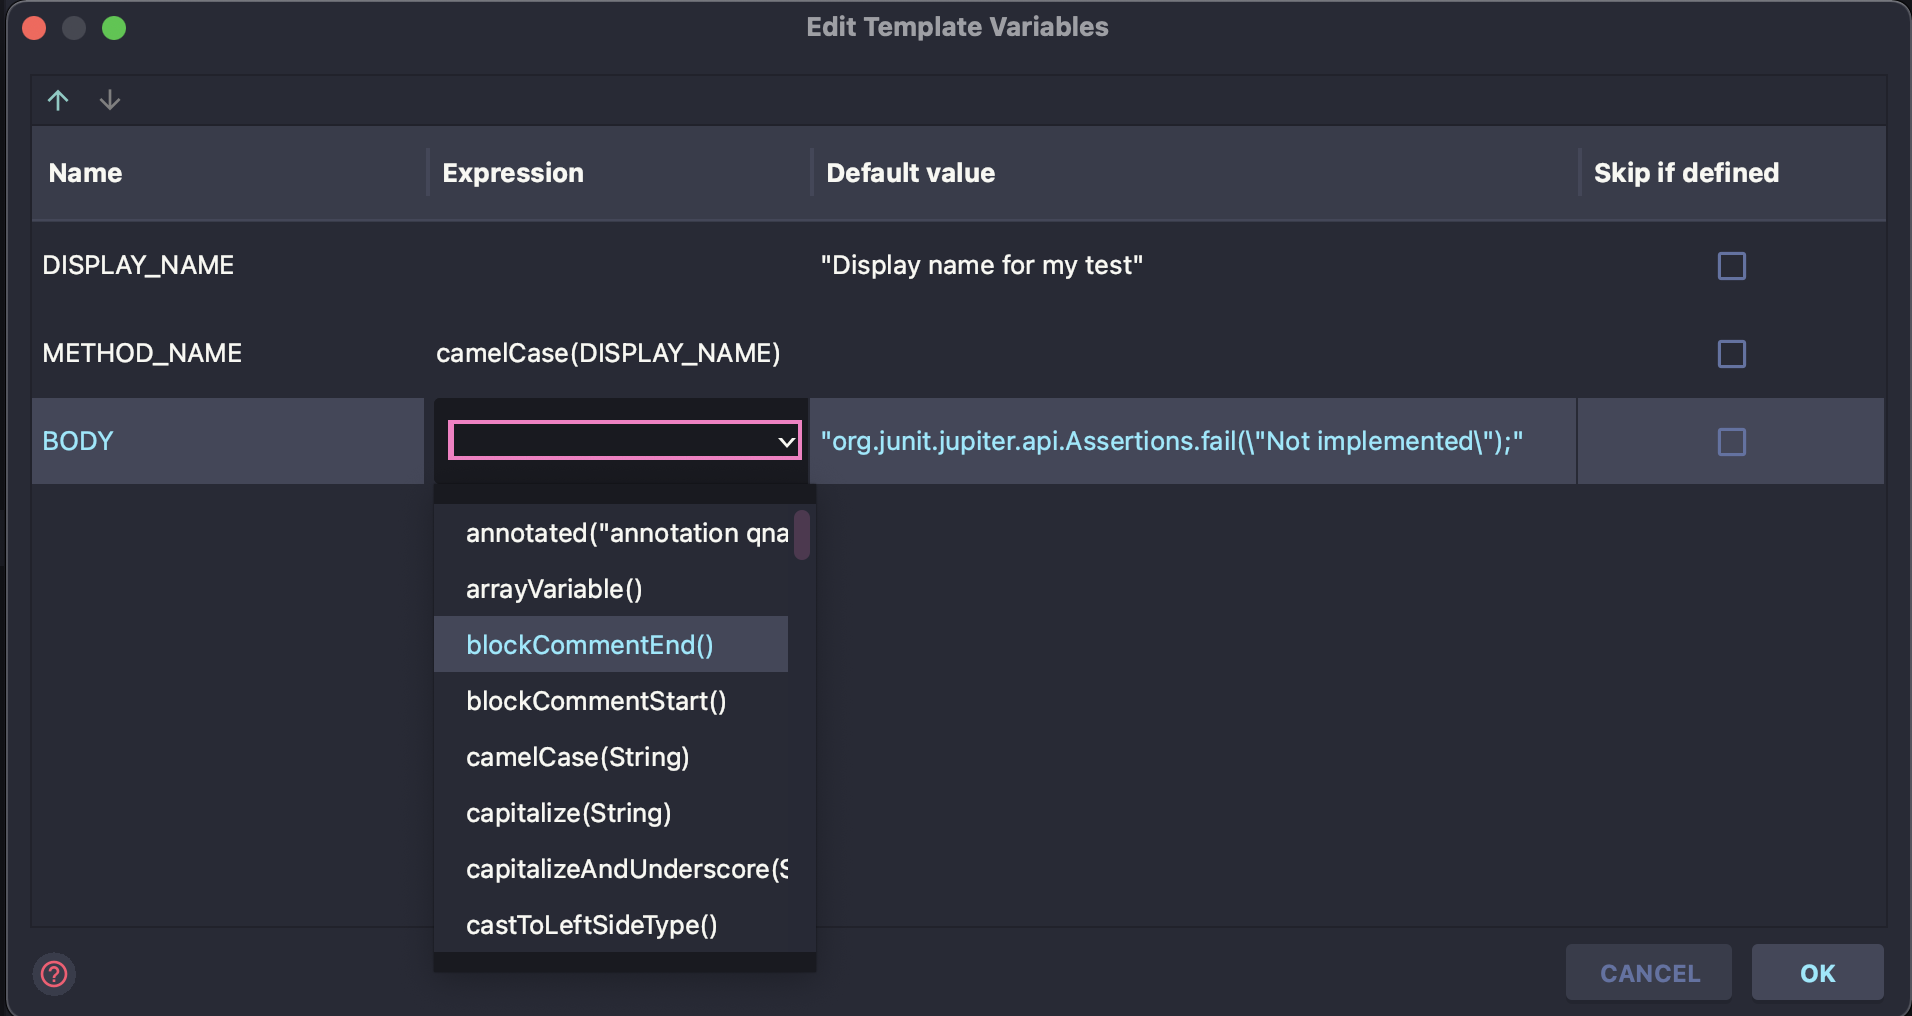 Edit Template Variables
Name Expression Default value Skip if defined
DISPLAY_NAME "Display name for my test"
METHOD_NAME camelCase(DISPLAY_NAME)
BODY "org.junit.jupiter.api.Assertions.fail(\"Not implemented\");"
annotated("annotation qna
arrayVariable()
blockCommentEnd()
blockCommentStart()
camelCase(String)
capitalize(String)
capitalizeAndUnderscore(S
castToLeftSideType()
? CANCEL OK